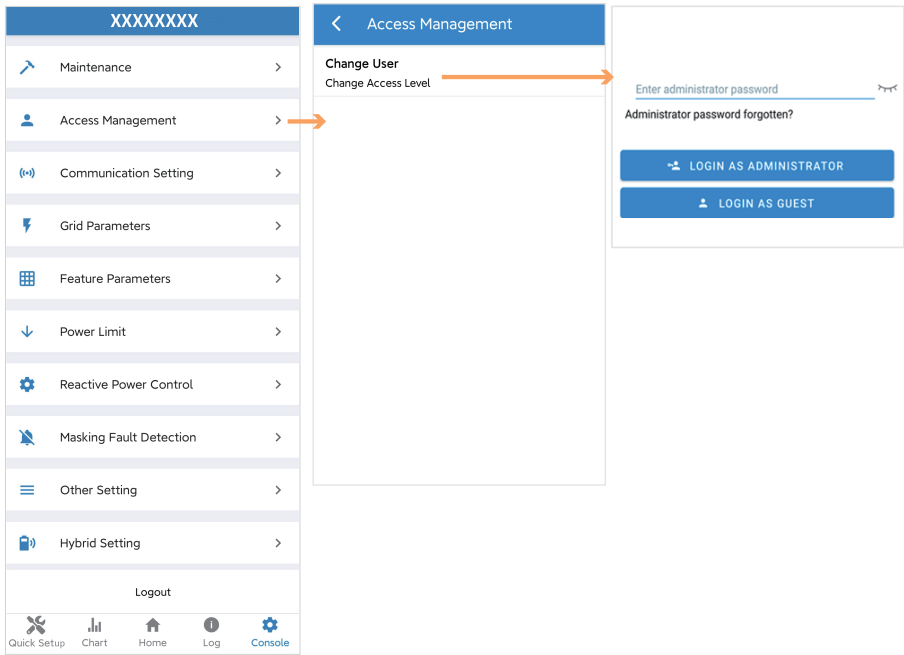 XXXXXXXX
Maintenance
Access Management
Communication Setting
Grid Parameters
Feature Parameters
Power Limit
Reactive Power Control
Masking Fault Detection
Other Setting
Hybrid Setting
Logout
Quick Setup
Chart
Home
Log
Console
Access Management
Change User
Change Access Level
Enter administrator password
Administrator password forgotten?
LOGIN AS ADMINISTRATOR
LOGIN AS GUEST